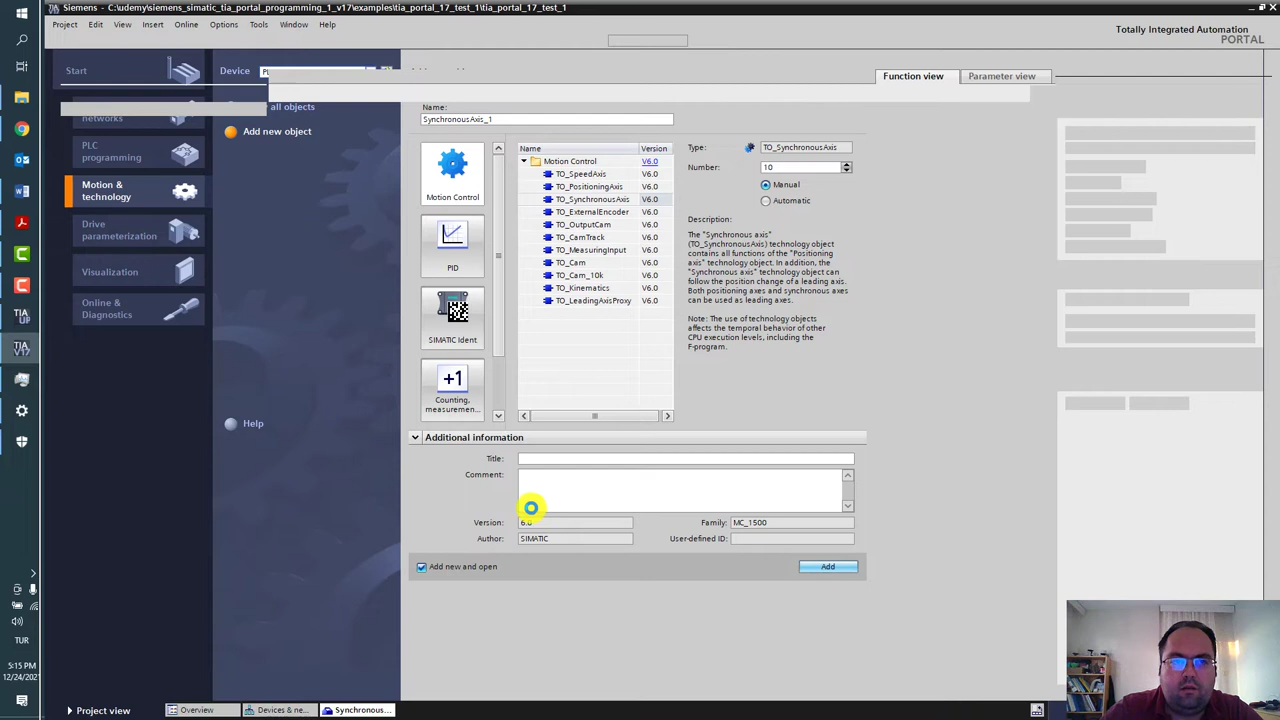 Siemens - C:\udemy\siemens_simatic_tia_portal_programming_1_v17\examples\tia_portal_17_test_1\tia_portal_17_test_1
Project Edit View Insert Online Options Tools Window Help
Totally Integrated Automation
PORTAL
Start
Device
Function view
Parameter view
all objects
networks
Name:
SynchronousAxis_1
Add new object
PLC
programming
Motion Control
Name Version
Motion Control V6.0
TO_SpeedAxis V6.0
TO_PositioningAxis V6.0
TO_SynchronousAxis V6.0
TO_ExternalEncoder V6.0
TO_OutputCam V6.0
TO_CamTrack V6.0
TO_MeasuringInput V6.0
TO_Cam V6.0
TO_Cam_10k V6.0
TO_Kinematics V6.0
TO_LeadingAxisProxy V6.0
Type: TO_SynchronousAxis
Number: 10
Manual
Automatic
Description:
The "Synchronous axis"
(TO_SynchronousAxis) technology object
contains all functions of the "Positioning
axis" technology object. In addition, the
"Synchronous axis" technology object can
follow the position change of a leading axis.
Both positioning axes and synchronous axes
can be used as leading axes.
Note: The use of technology objects
affects the temporal behavior of other
CPU execution levels, including the
F-program.
Motion &
technology
Drive
parameterization
Visualization
Online &
Diagnostics
PID
SIMATIC Ident
+1
Counting,
measuremen...
Help
Additional information
Title:
Comment:
Version: 6.0
Family: MC_1500
Author: SIMATIC
User-defined ID:
Add new and open
Add
TIA
UP
TIA
V17
TUR
5:15 PM
12/24/2021
Project view
Overview
Devices & ne...
Synchronous...